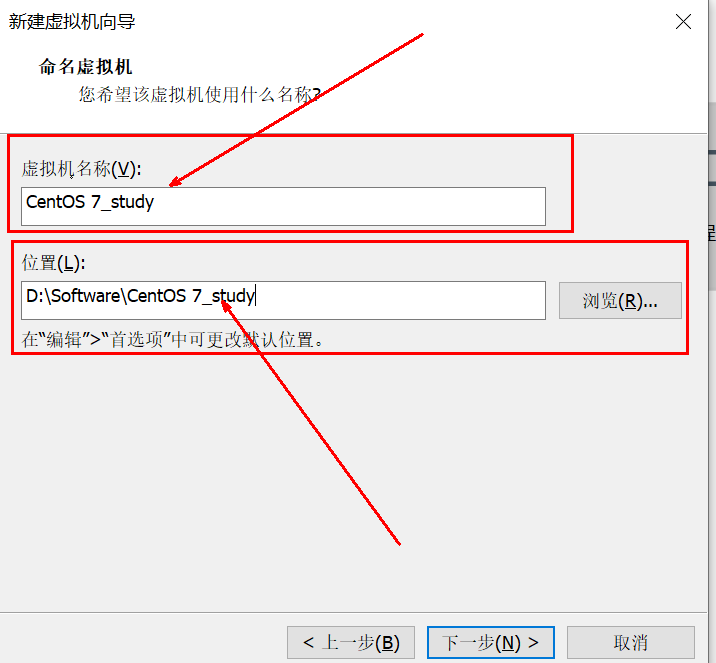 新建虚拟机向导
命名虚拟机
您希望该虚拟机使用什么名称?
虚拟机名称(V):
CentOS 7_study
位置(L):
D:\Software\CentOS 7_study
浏览(R)...
在“编辑”>“首选项”中可更改默认位置。
< 上一步(B)
下一步(N) >
取消